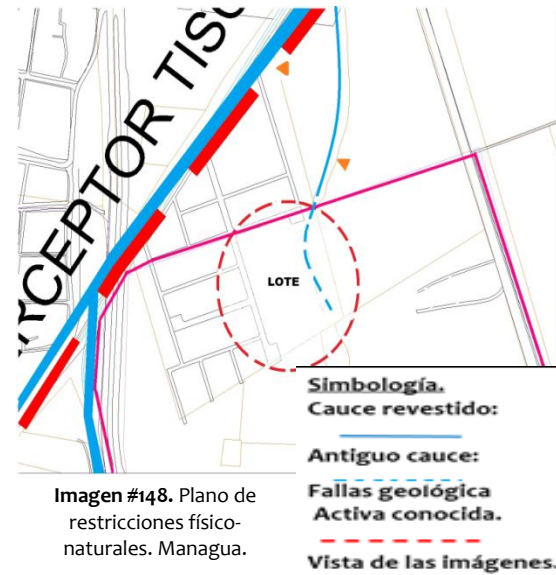 RCEPTOR TISC
LOTE
Simbología.
Cauce revestido:
Antiguo cauce:
Fallas geológica
Activa conocida.
Vista de las imágenes.
Imagen #148. Plano de
restricciones físico-
naturales. Managua.